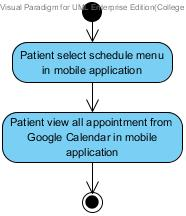 Visual Paradigm for UML Enterprise Edition(College
Patient select schedule menu
in mobile application
Patient view all appointment from
Google Calendar in mobile
application